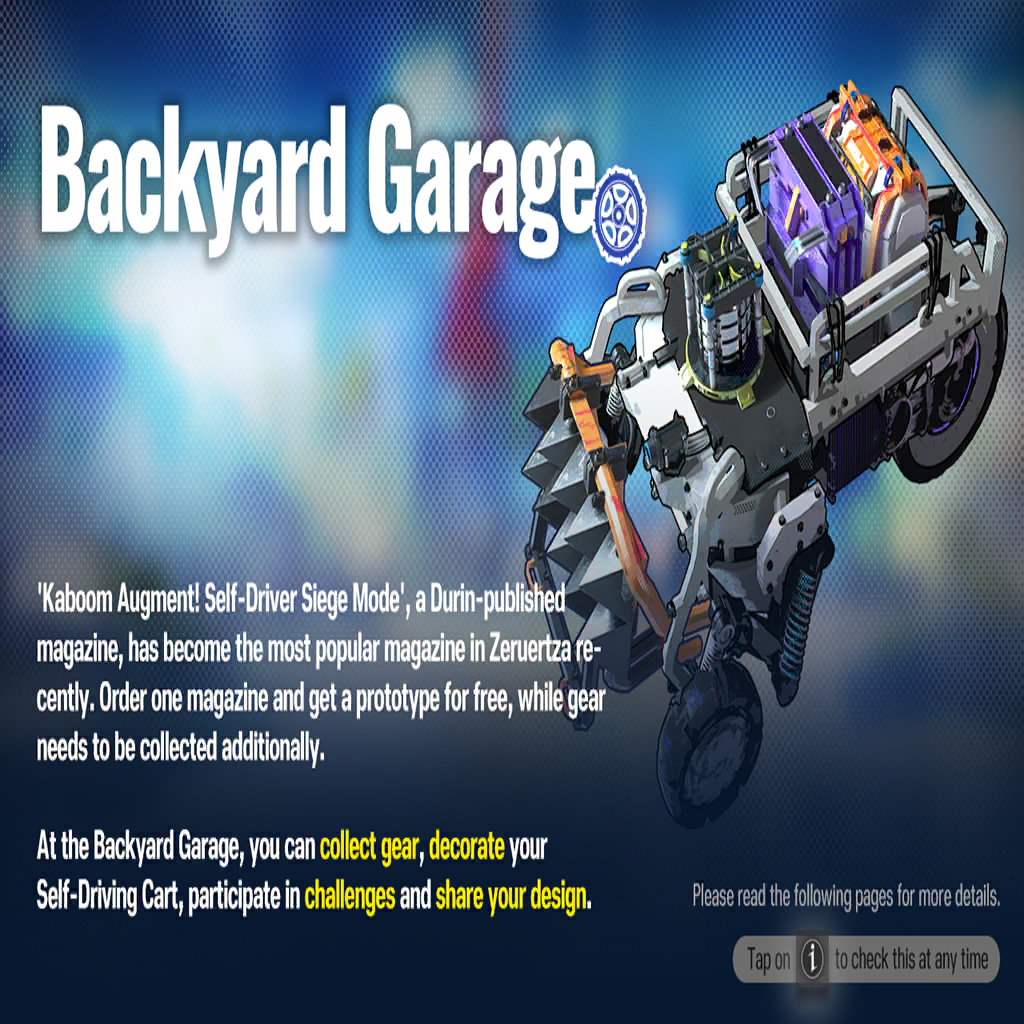 Backyard Garage
'Kaboom Augment! Self-Driver Siege Mode', a Durin-published
magazine, has become the most popular magazine in Zeruertza re-
cently. Order one magazine and get a prototype for free, while gear
needs to be collected additionally.
At the Backyard Garage, you can collect gear, decorate your
Self-Driving Cart, participate in challenges and share your design.
Please read the following pages for more details.
Tap on i to check this at any time